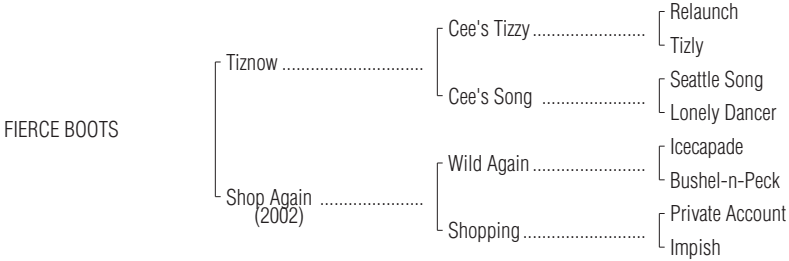 Relaunch
Cee's Tizzy ........................
Tizly
Tiznow ..............................
Seattle Song
Cee's Song ......................
Lonely Dancer
FIERCE BOOTS
Icecapade
Wild Again ........................
Bushel-n-Peck
Shop Again ......................
(2002)
Private Account
Shopping ..........................
Impish